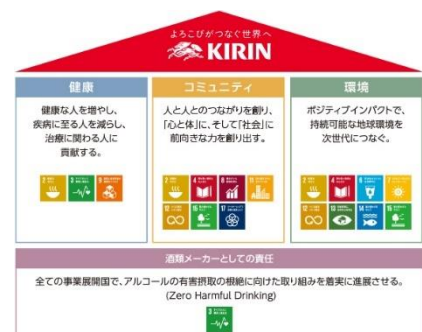 よろこびがつなぐ世界へ
KIRIN
健康
健康な人を増やし、
疾病に至る人を減らし、
治療に関わる人に
貢献する。
コミュニティ
人と人とのつながりを創り、
「心と体」に、そして「社会」に
前向きな力を創り出す。
環境
ポジティブインパクトで、
持続可能な地球環境を
次世代につなぐ。
酒類メーカーとしての責任
全ての事業展開国で、アルコールの有害摂取の根絶に向けた取り組みを着実に進展させる。
(Zero Harmful Drinking)